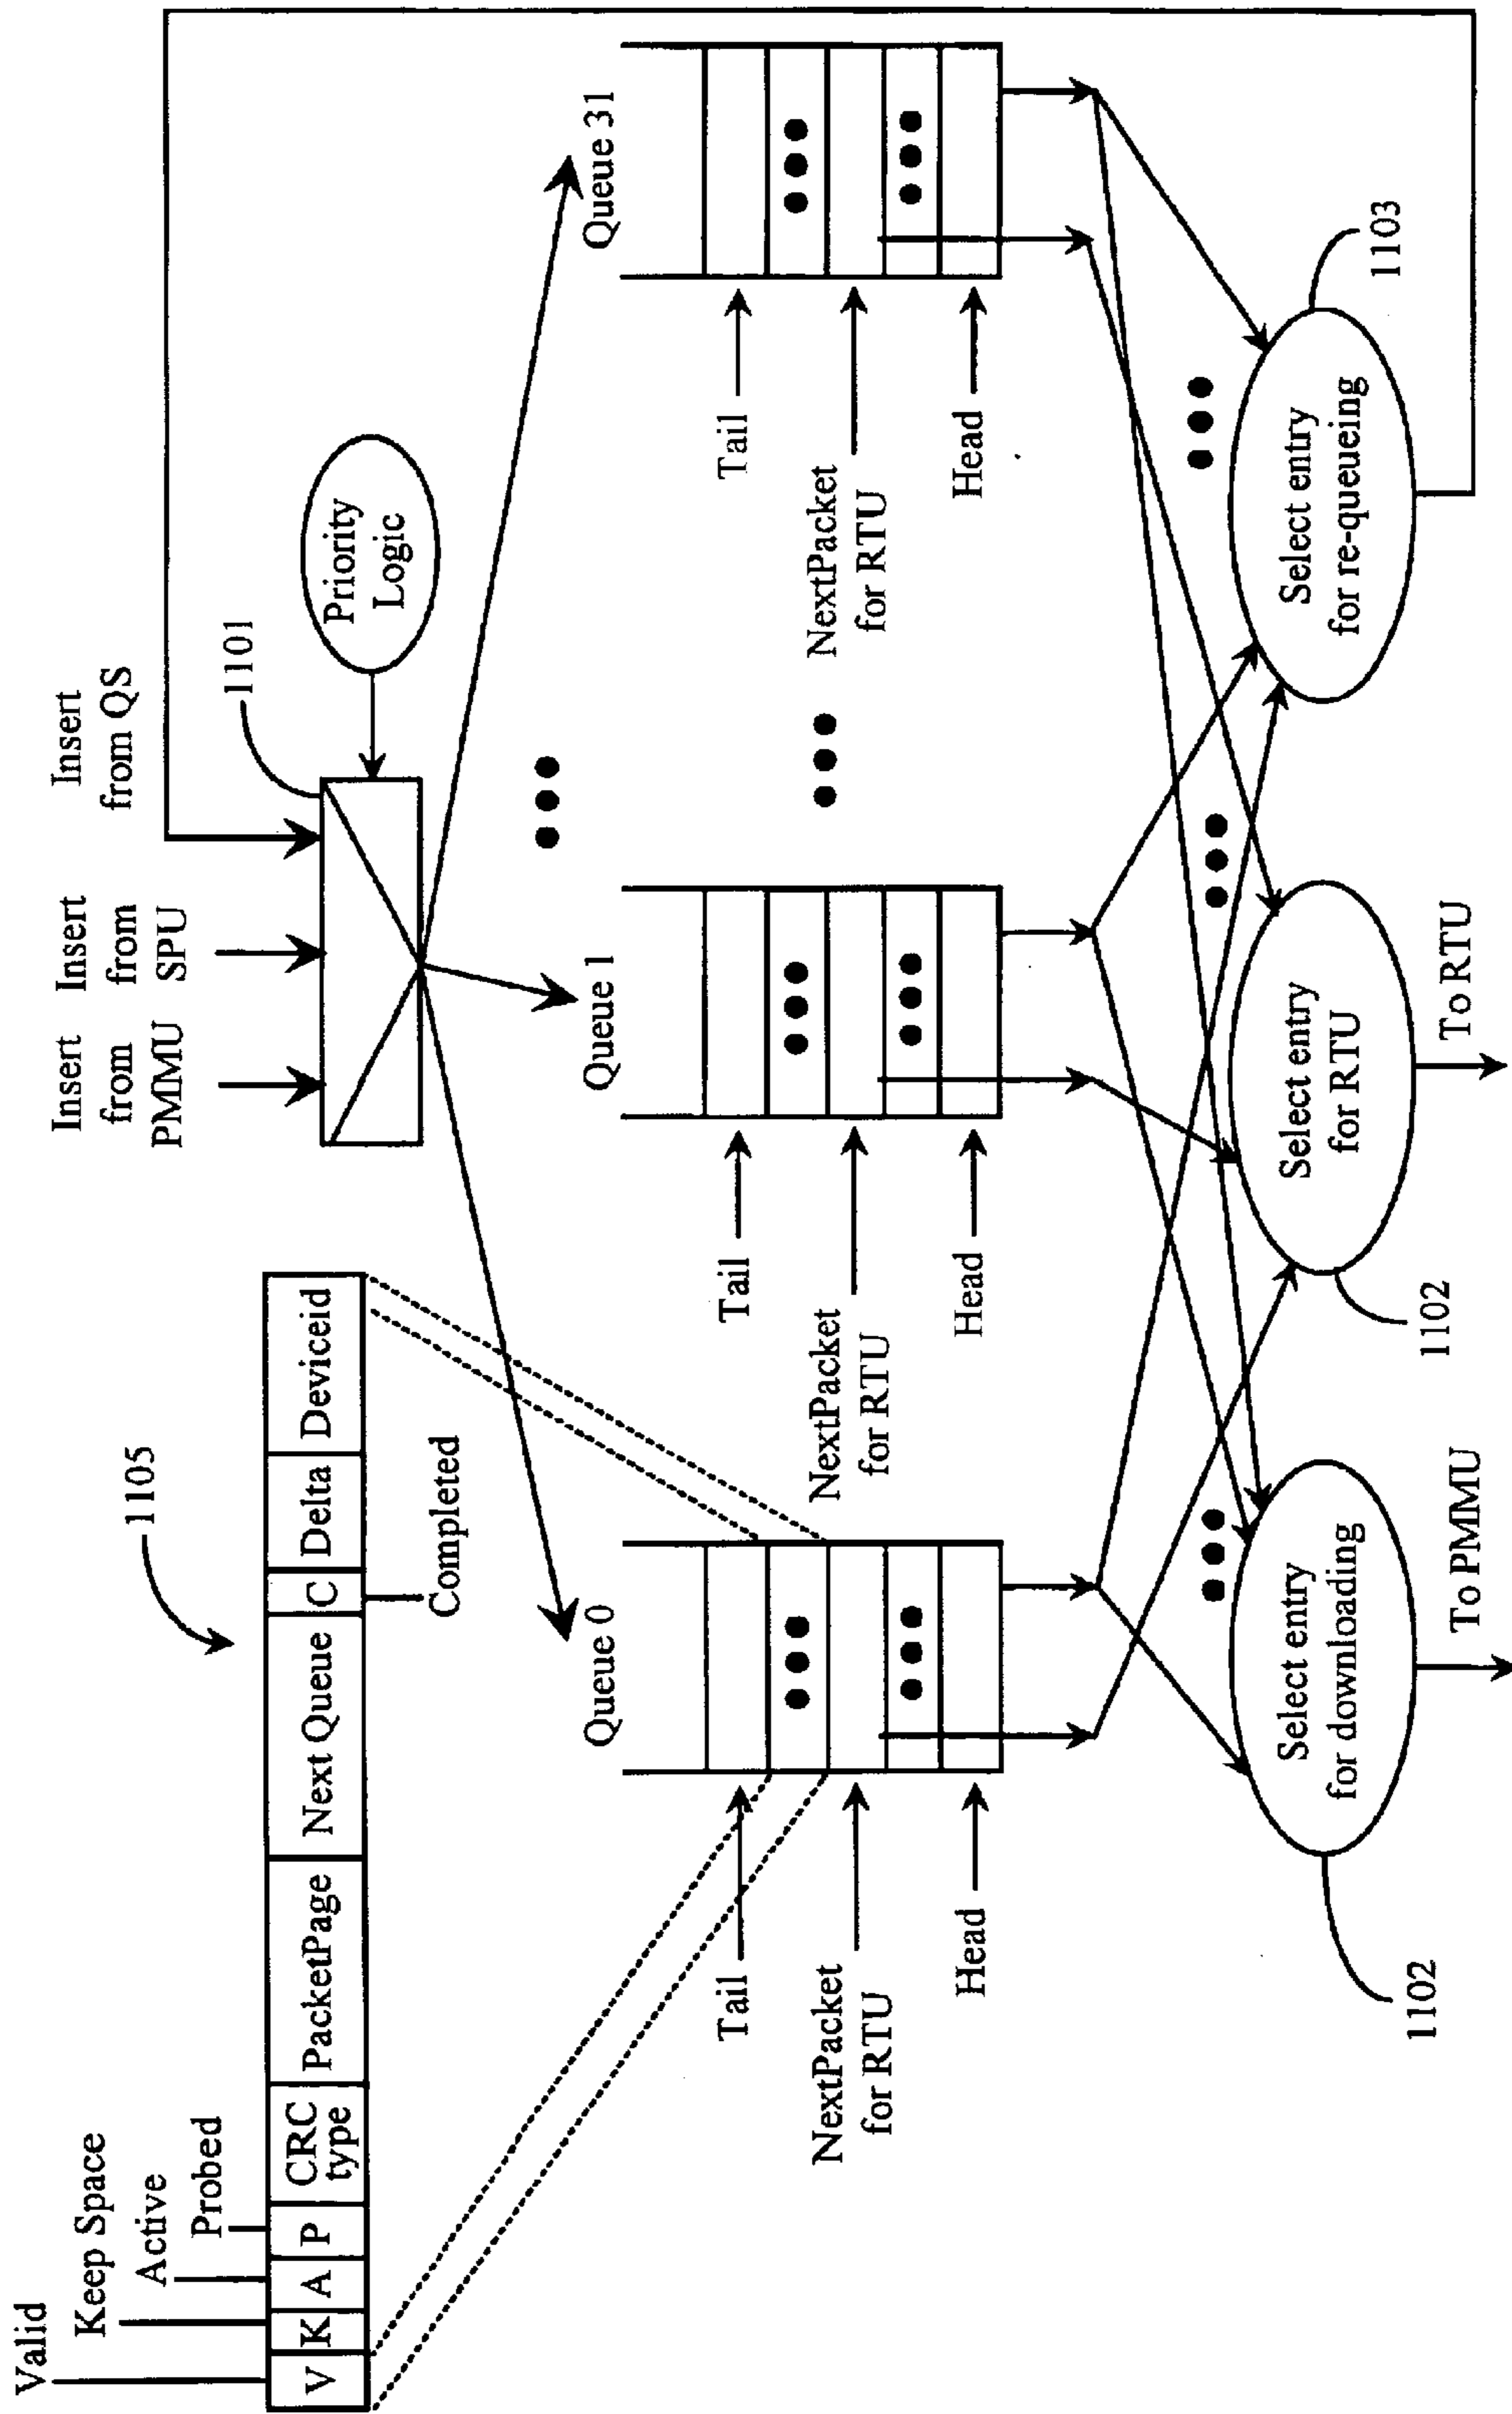 Valid
Keep Space
Active
Probed
V
K
A
P
CRC
type
PacketPage
Next Queue
C
Delta
Deviceid
Completed
1105
Insert
from
PMMU
Insert
from
SPU
Insert
from QS
1101
Priority
Logic
Queue 0
Queue 1
Queue 31
Tail
NextPacket
for RTU
Head
Tail
NextPacket
for RTU
Head
Tail
NextPacket
for RTU
Head
Select entry
for downloading
1102
To PMMU
Select entry
for RTU
1102
To RTU
Select entry
for re-queueing
1103